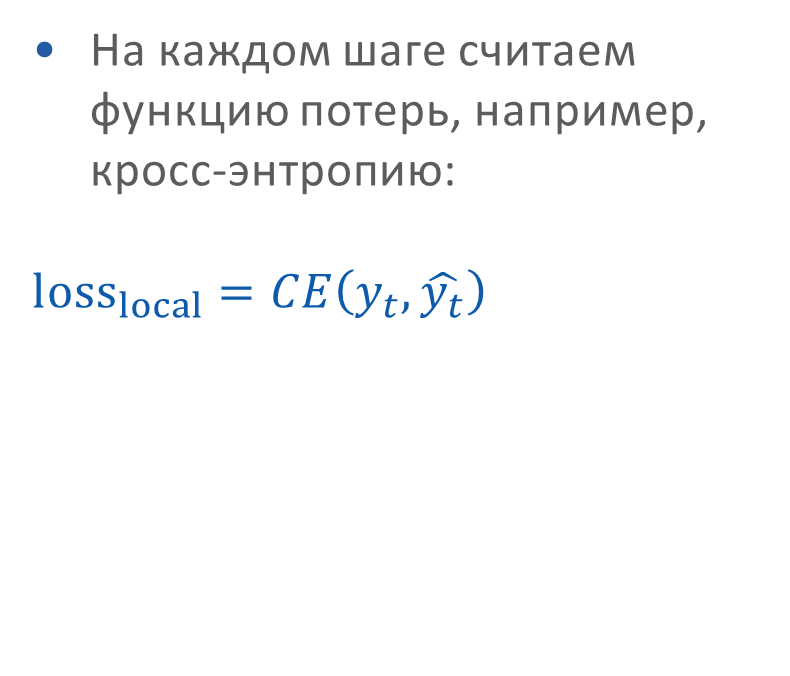 • На каждом шаге считаем
функцию потерь, например,
кросс-энтропию:
loss_local = CE(y_t, ŷ_t)